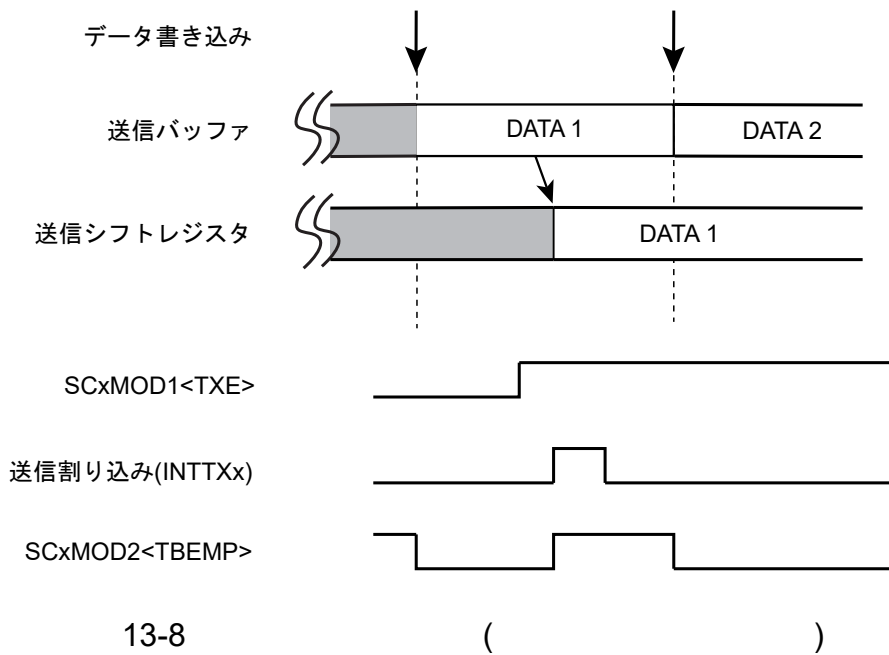 データ書き込み
送信バッファ
DATA 1
DATA 2
送信シフトレジスタ
DATA 1
SCxMOD1<TXE>
送信割り込み(INTTXx)
SCxMOD2<TBEMP>
13-8 ( )